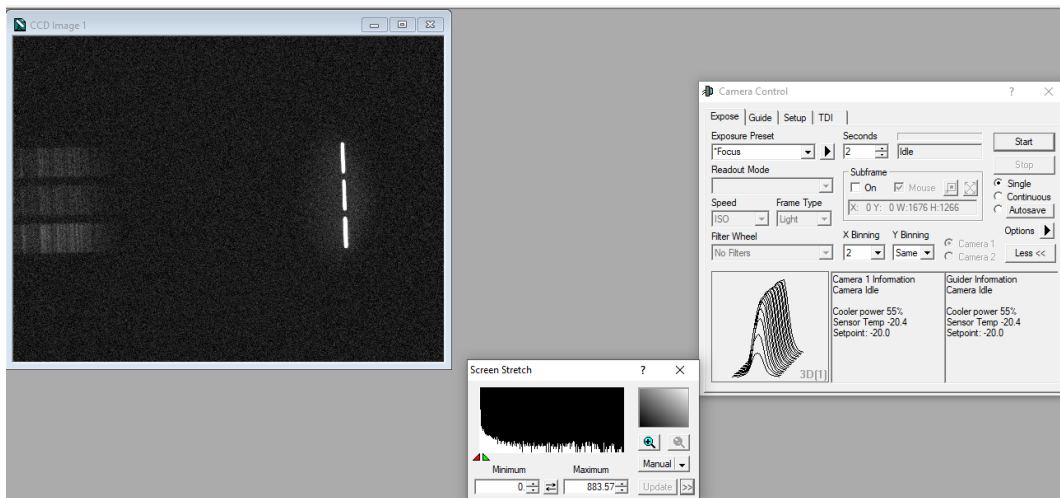 CCD Image 1
Camera Control
Expose Guide Setup TDI
Exposure Preset Seconds
*Focus 2 Idle Start
Stop
Readout Mode Subframe
On Mouse Single
Continuous
Speed Frame Type X: 0 Y: 0 W:1676 H:1266 Autosave
ISO Light
Filter Wheel X Binning Y Binning Camera 1 Options
No Filters 2 Same Camera 2 Less <<
Camera 1 Information
Camera Idle
Cooler power 55%
Sensor Temp -20.4
Setpoint: -20.0
Guider Information
Camera Idle
Cooler power 55%
Sensor Temp -20.4
Setpoint: -20.0
3D[1]
Screen Stretch
Manual
Minimum Maximum
0. 883.57 Update >>